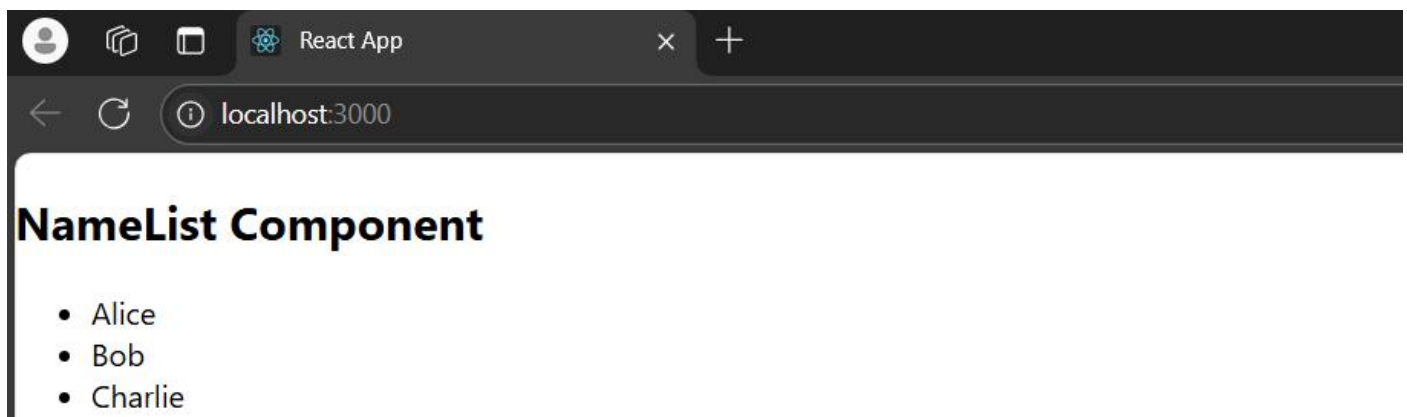 React App
localhost:3000
NameList Component
Alice
Bob
Charlie